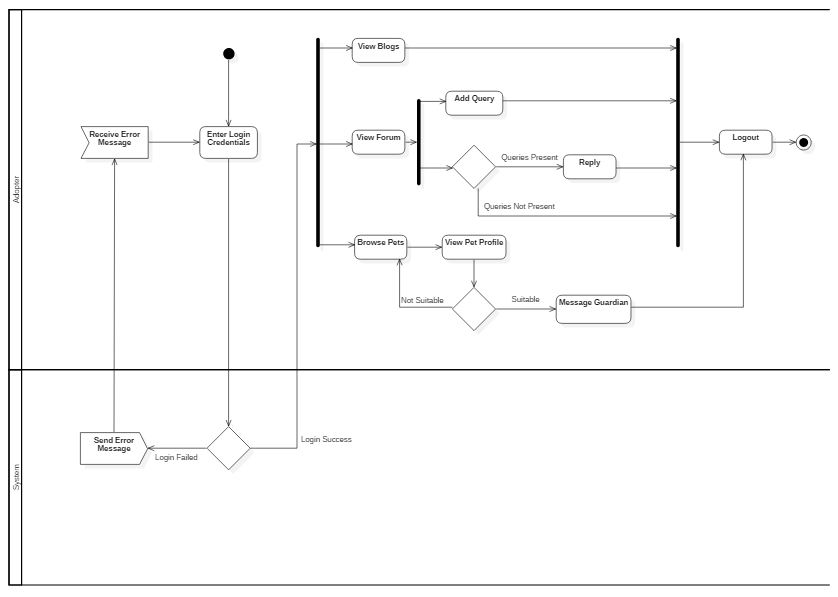 View Blogs
Add Query
Receive Error
Message
Enter Login
Credentials
View Forum
Logout
Queries Present
Reply
Adopter
Queries Not Present
Browse Pets
View Pet Profile
Not Suitable
Suitable
Message Guardian
Send Error
Message
Login Success
Login Failed
System